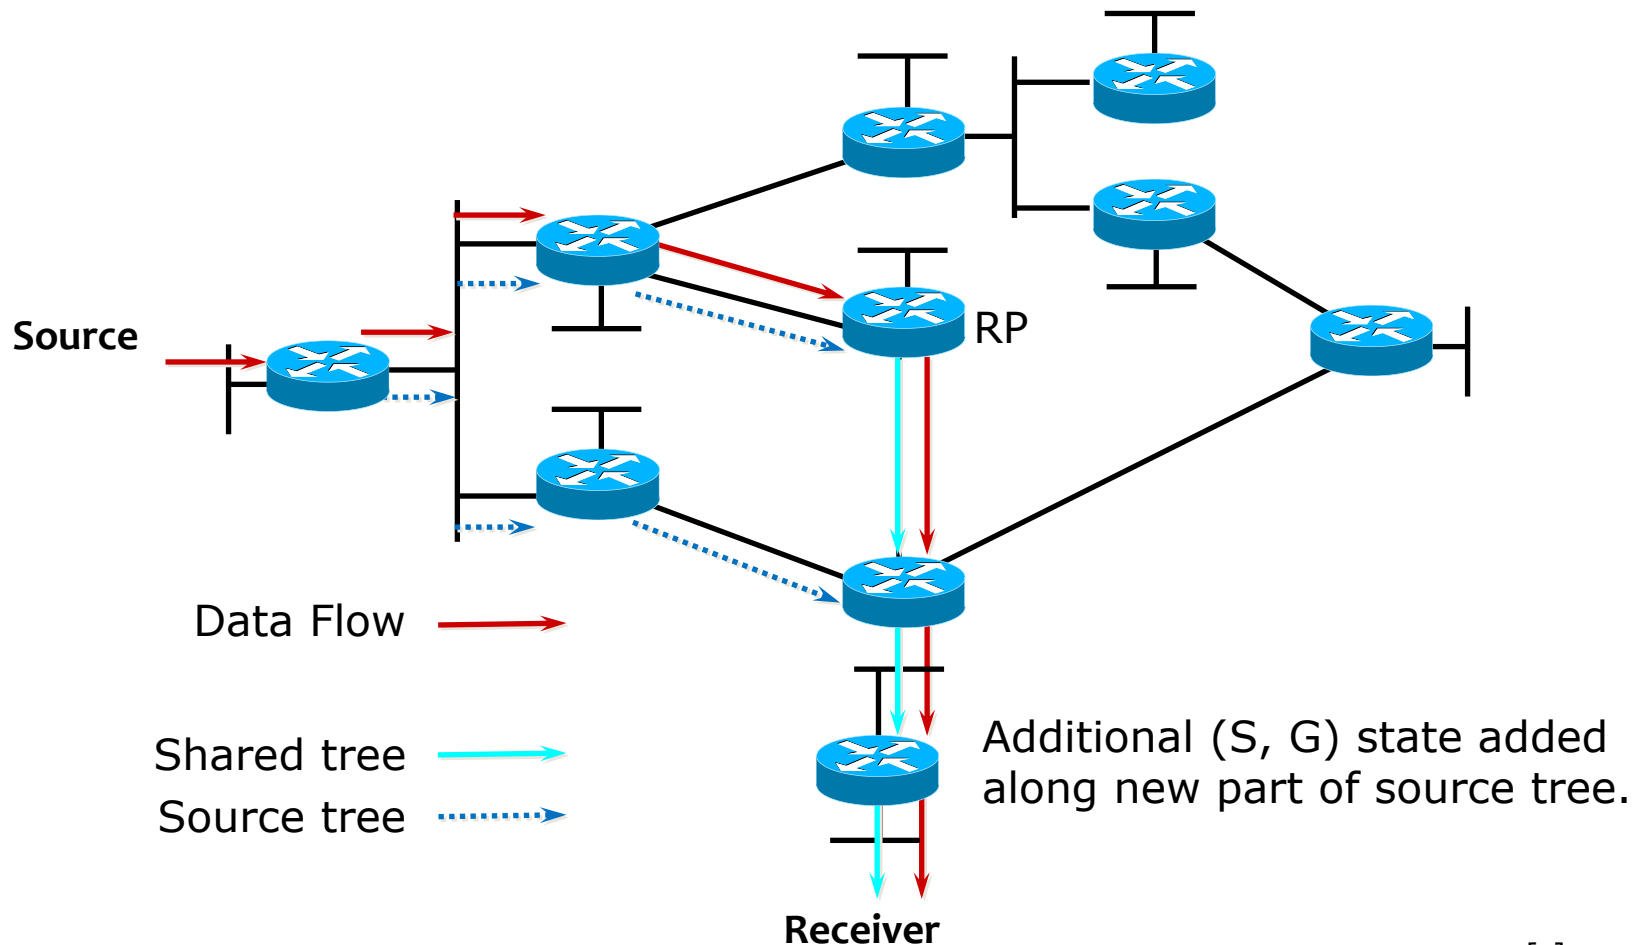 RP
Source
Data Flow
Shared tree
Source tree
Additional (S, G) state added
along new part of source tree.
Receiver